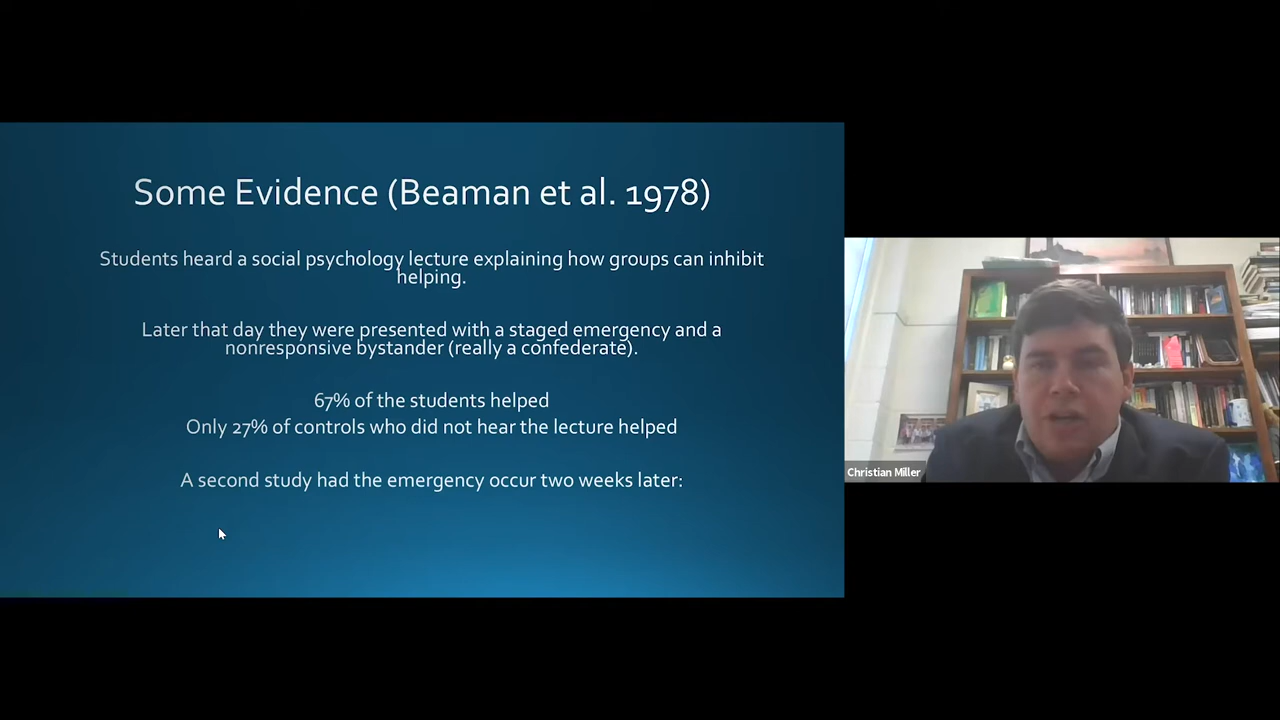 Some Evidence (Beaman et al. 1978)
Students heard a social psychology lecture explaining how groups can inhibit
helping.
Later that day they were presented with a staged emergency and a
nonresponsive bystander (really a confederate).
67% of the students helped
Only 27% of controls who did not hear the lecture helped
A second study had the emergency occur two weeks later:
Christian Miller